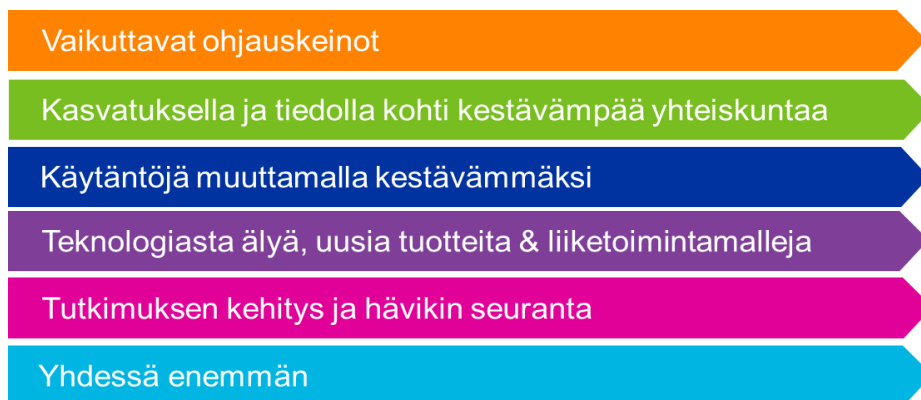 Vaikuttavat ohjauskeinot
Kasvatuksella ja tiedolla kohti kestävämpää yhteiskuntaa
Käytäntöjä muuttamalla kestävämmäksi
Teknologiasta älyä, uusia tuotteita & liiketoimintamalleja
Tutkimuksen kehitys ja hävikin seuranta
Yhdessä enemmän